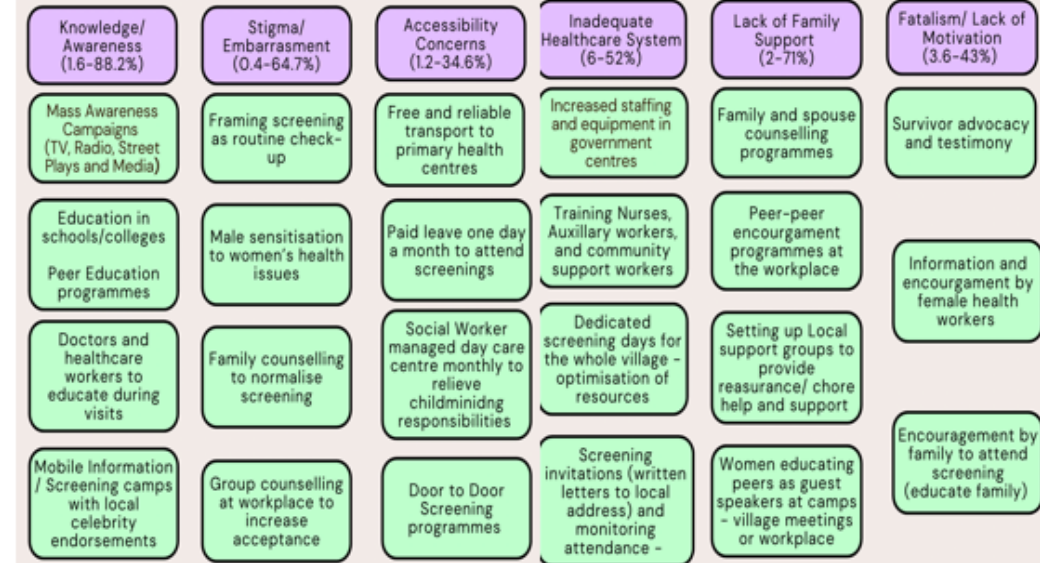 Knowledge/
Awareness
(1.6-88.2%)
Mass Awareness
Campaigns
(TV, Radio, Street
Plays and Media)
Education in
schools/colleges
Peer Education
programmes
Doctors and
healthcare
workers to
educate during
visits
Mobile Information
/ Screening camps
with local
celebrity
endorsements
Stigma/
Embarrasment
(0.4-64.7%)
Framing screening
as routine check-
up
Male sensitisation
to women's health
issues
Family counselling
to normalise
screening
Group counselling
at workplace to
increase
acceptance
Accessibility
Concerns
(1.2-34.6%)
Free and reliable
transport to
primary health
centres
Paid leave one day
a month to attend
screenings
Social Worker
managed day care
centre monthly to
relieve
childminidng
responsibilities
Door to Door
Screening
programmes
Inadequate
Healthcare System
(6-52%)
Increased staffing
and equipment in
government
centres
Training Nurses,
Auxillary workers,
and community
support workers
Dedicated
screening days for
the whole village -
optimisation of
resources
Screening
invitations (written
letters to local
address) and
monitoring
attendance -
Lack of Family
Support
(2-71%)
Family and spouse
counselling
programmes
Peer-peer
encourgament
programmes at
the workplace
Setting up Local
support groups to
provide
reasurance/ chore
help and support
Women educating
peers as guest
speakers at camps
- village meetings
or workplace
Fatalism/ Lack of
Motivation
(3.6-43%)
Survivor advocacy
and testimony
Information and
encourgament by
female health
workers
Encouragement by
family to attend
screening
(educate family)